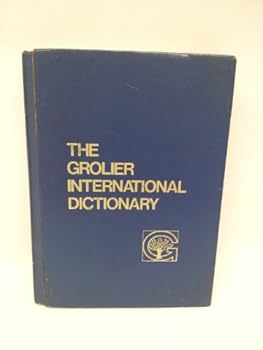 THE
GROLIER
INTERNATIONAL
DICTIONARY
G